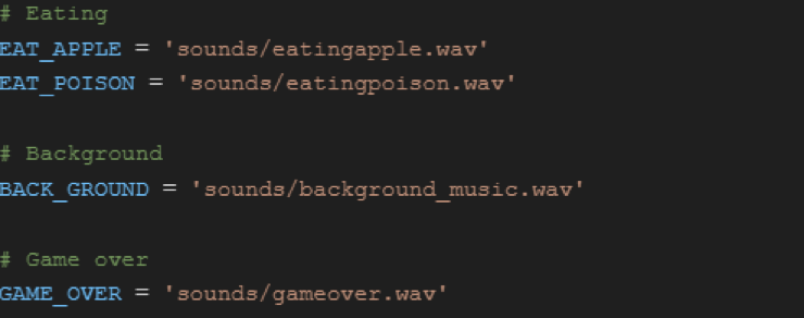 # Eating
EAT_APPLE = 'sounds/eatingapple.wav'
EAT_POISON = 'sounds/eatingpoison.wav'
# Background
BACK_GROUND = 'sounds/background_music.wav'
# Game over
GAME_OVER = 'sounds/gameover.wav'